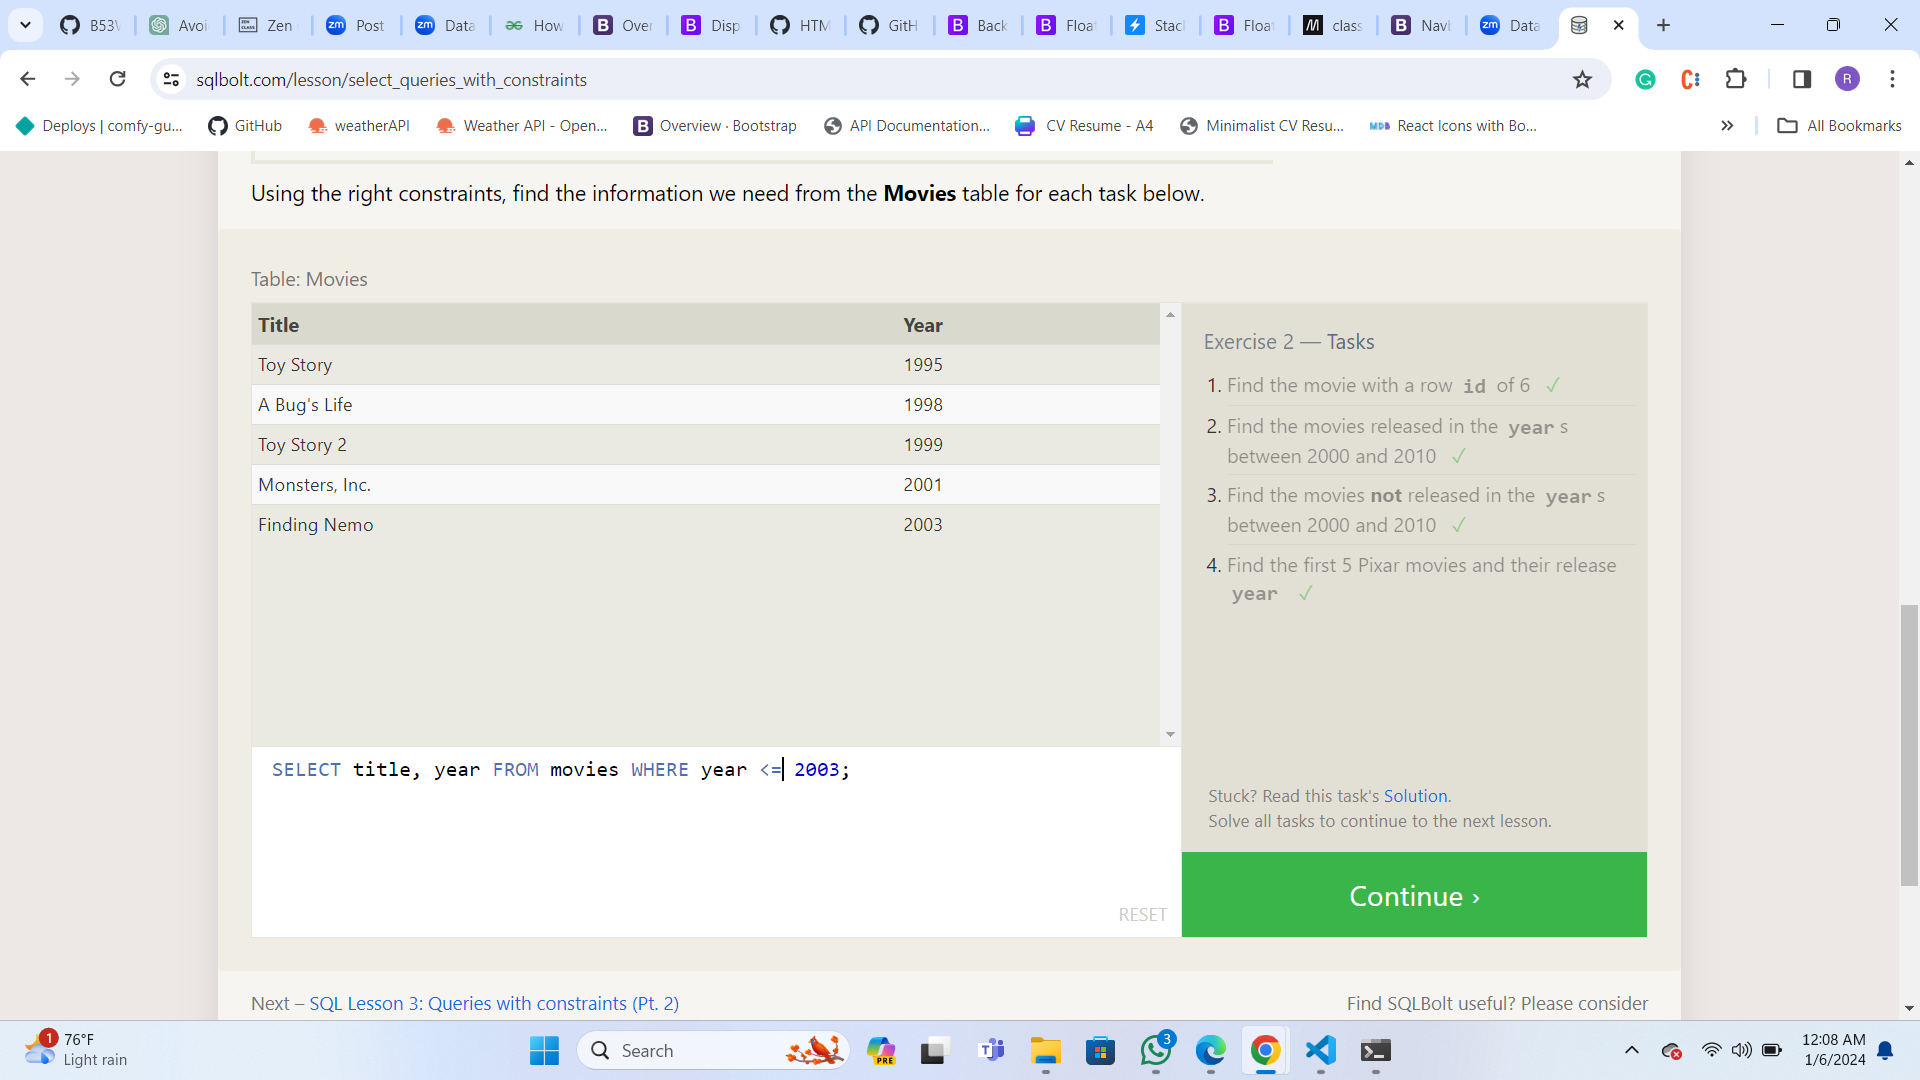 B53V
Avoi
Zen
Post
Data
How
Over
Disp
HTM
GitH
Back
Float
Stac
Float
class
Navb
Data
sqlbolt.com/lesson/select_queries_with_constraints
Deploys | comfy-gu...
GitHub
weatherAPI
Weather API - Open...
Overview · Bootstrap
API Documentation...
CV Resume - A4
Minimalist CV Resu...
React Icons with Bo...
All Bookmarks
Using the right constraints, find the information we need from the Movies table for each task below.
Table: Movies
Title Year
Toy Story 1995
A Bug's Life 1998
Toy Story 2 1999
Monsters, Inc. 2001
Finding Nemo 2003
SELECT title, year FROM movies WHERE year <= 2003;
RESET
Exercise 2 — Tasks
1. Find the movie with a row id of 6 ✓
2. Find the movies released in the years
between 2000 and 2010 ✓
3. Find the movies not released in the years
between 2000 and 2010 ✓
4. Find the first 5 Pixar movies and their release
year ✓
Stuck? Read this task's Solution.
Solve all tasks to continue to the next lesson.
Continue ›
Next – SQL Lesson 3: Queries with constraints (Pt. 2)
Find SQLBolt useful? Please consider
1
76°F
Light rain
Search
PRE
3
12:08 AM
1/6/2024